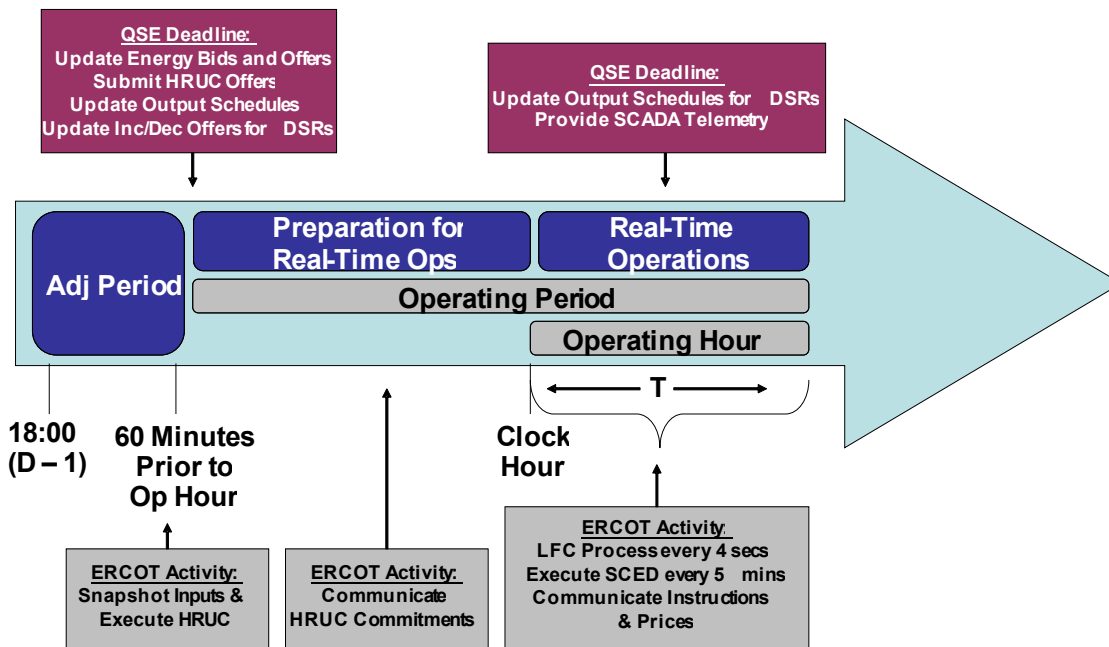 QSE Deadline:
Update Energy Bids and Offers
Submit HRUC Offers
Update Output Schedules
Update Inc/Dec Offers for DSRs
QSE Deadline:
Update Output Schedules for DSRs
Provide SCADA Telemetry
Adj Period
Preparation for
Real-Time Ops
Real-Time
Operations
Operating Period
Operating Hour
T
18:00
(D – 1)
60 Minutes
Prior to
Op Hour
Clock
Hour
ERCOT Activity:
Snapshot Inputs &
Execute HRUC
ERCOT Activity:
Communicate
HRUC Commitments
ERCOT Activity:
LFC Process every 4 secs
Execute SCED every 5 mins
Communicate Instructions
& Prices